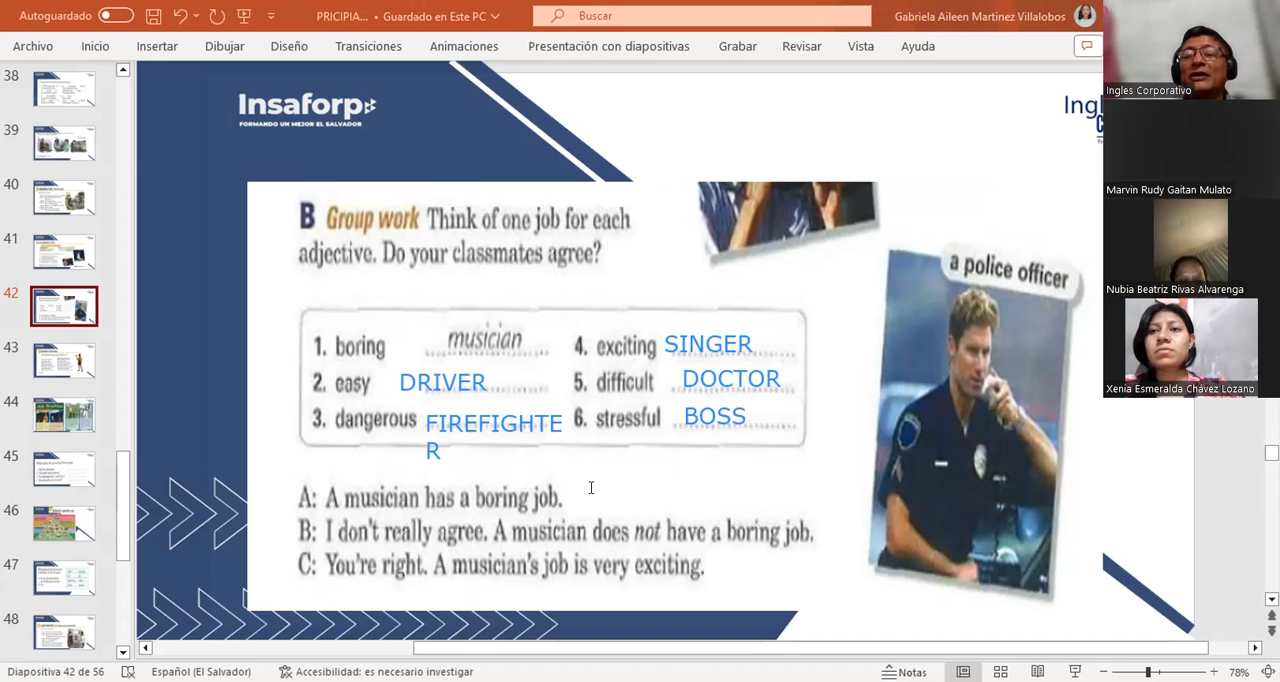 Autoguardado
PRICIPIA... • Guardado en Este PC
Buscar
Gabriela Aileen Martinez Villalobos
Archivo Inicio Insertar Dibujar Diseño Transiciones Animaciones Presentación con diapositivas Grabar Revisar Vista Ayuda
Ingles Corporativo
Marvin Rudy Gaitan Mulato
Nubia Beatriz Rivas Alvarenga
Xenia Esmeralda Chávez Lozano
38
39
40
41
42
43
44
45
46
47
48
Insaforp
FORMANDO UN MEJOR EL SALVADOR
Ing
B Group work Think of one job for each
adjective. Do your classmates agree?
a police officer
1. boring musician
2. easy DRIVER
3. dangerous FIREFIGHTE
R
4. exciting SINGER
5. difficult DOCTOR
6. stressful BOSS
A: A musician has a boring job.
B: I don't really agree. A musician does not have a boring job.
C: You're right. A musician's job is very exciting.
Diapositiva 42 de 56
Español (El Salvador)
Accesibilidad: es necesario investigar
Notas
78%